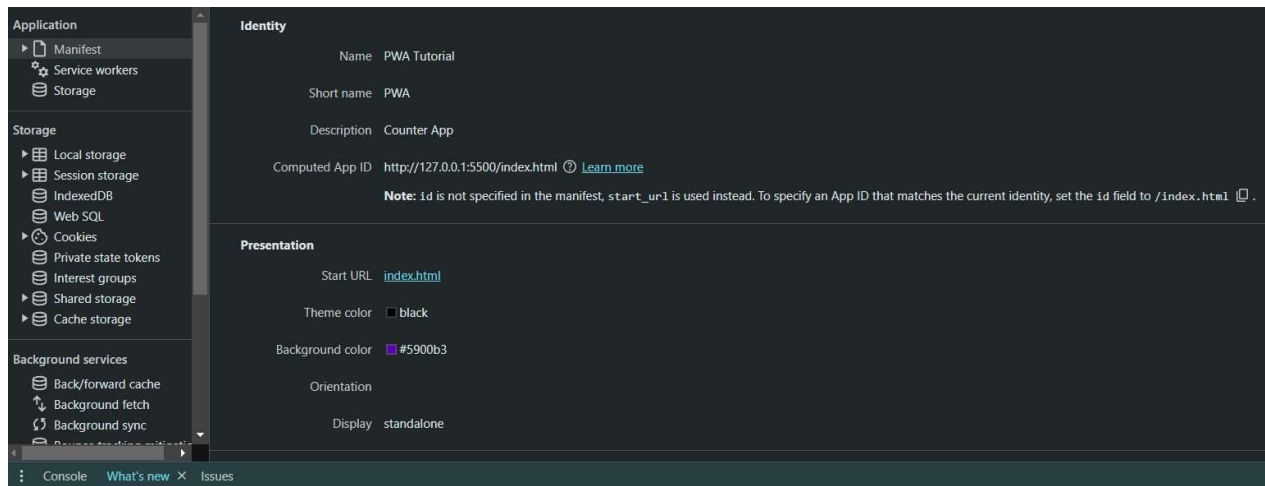 Application
Manifest
Service workers
Storage
Storage
Local storage
Session storage
IndexedDB
Web SQL
Cookies
Private state tokens
Interest groups
Shared storage
Cache storage
Background services
Back/forward cache
Background fetch
Background sync
Identity
Name PWA Tutorial
Short name PWA
Description Counter App
Computed App ID http://127.0.0.1:5500/index.html ? Learn more
Note: id is not specified in the manifest, start_url is used instead. To specify an App ID that matches the current identity, set the id field to /index.html .
Presentation
Start URL index.html
Theme color black
Background color #5900b3
Orientation
Display standalone
Console What's new × Issues